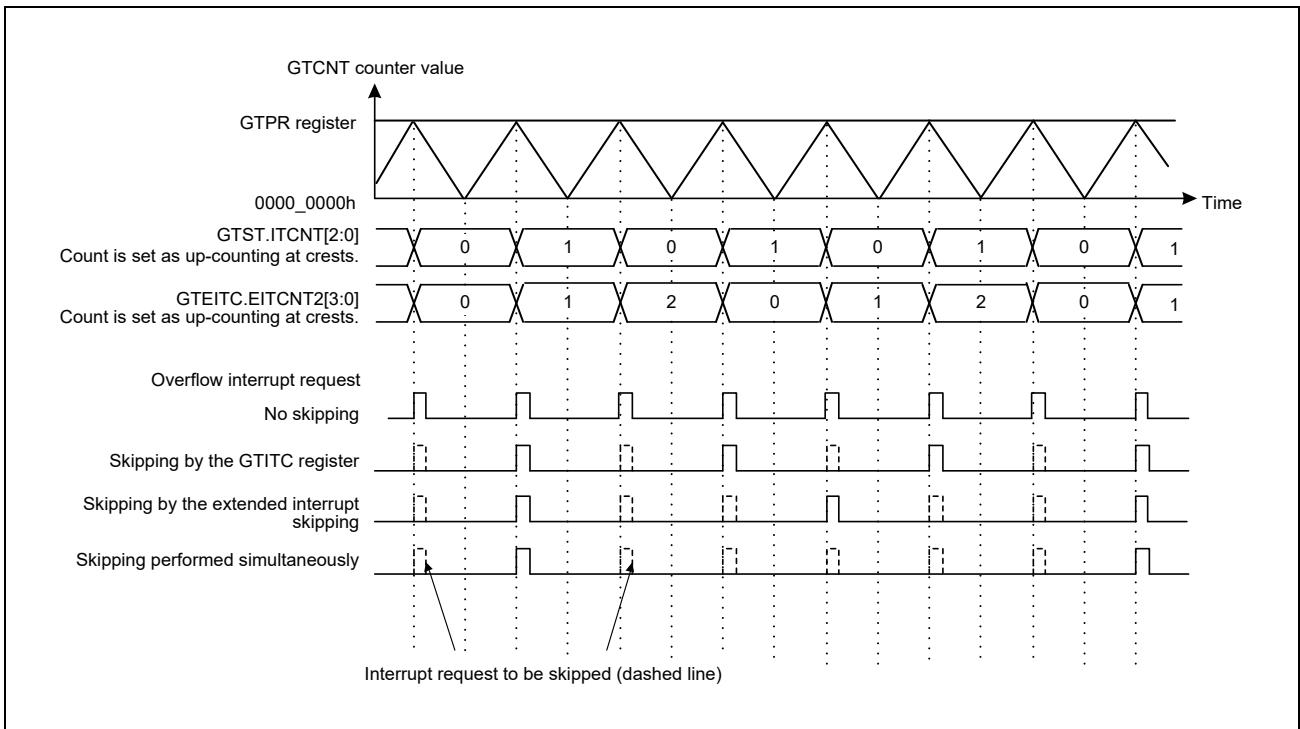 GTCNT counter value
GTPR register
0000_0000h
Time
GTST.ITCNT[2:0]
Count is set as up-counting at crests.
0 1 0 1 0 1 0 1
GTEITC.EITCNT2[3:0]
Count is set as up-counting at crests.
0 1 2 0 1 2 0 1
Overflow interrupt request
No skipping
Skipping by the GTITC register
Skipping by the extended interrupt
skipping
Skipping performed simultaneously
Interrupt request to be skipped (dashed line)